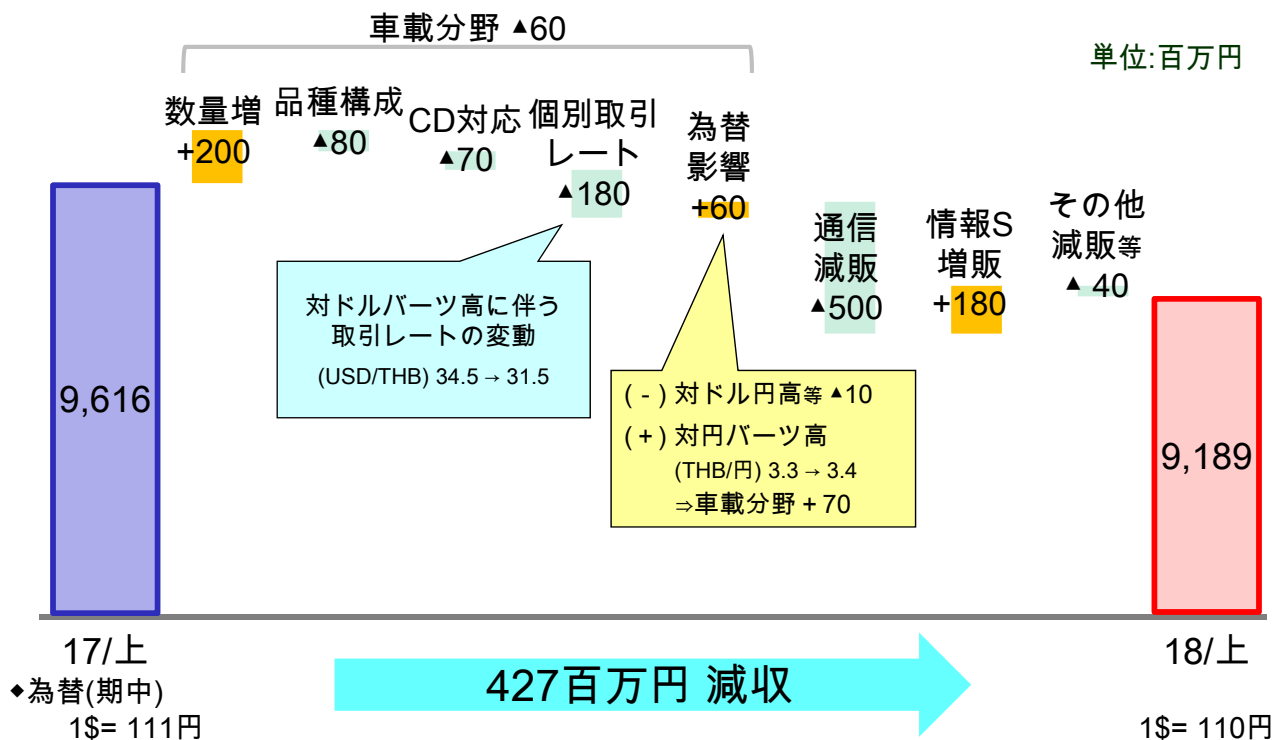 車載分野 ▲60
単位:百万円
数量増
+200
品種構成
▲80
CD対応
▲70
個別取引
レート
▲180
為替
影響
+60
通信
減販
▲500
情報S
増販
+180
その他
減販等
▲ 40
対ドルバーツ高に伴う
取引レートの変動
(USD/THB) 34.5 → 31.5
( - ) 対ドル円高等 ▲10
( + ) 対円バーツ高
(THB/円) 3.3 → 3.4
⇒車載分野 + 70
9,616
9,189
17/上
18/上
427百万円 減収
◆為替(期中)
1$= 111円
1$= 110円